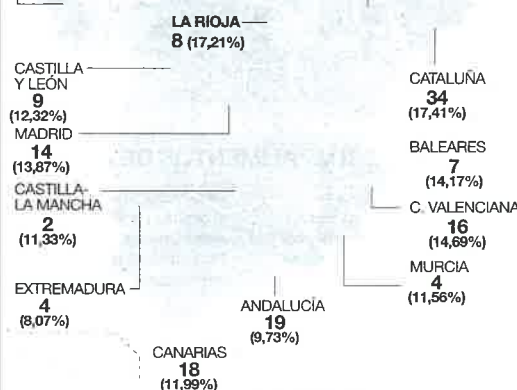 LA RIOJA
8 (17,21%)
CASTILLA
Y LEÓN
9
(12,32%)
MADRID
14
(13,87%)
CASTILLA-
LA MANCHA
2
(11,33%)
EXTREMADURA
4
(8,07%)
CATALUÑA
34
(17,41%)
BALEARES
7
(14,17%)
C. VALENCIANA
16
(14,69%)
MURCIA
4
(11,56%)
ANDALUCÍA
19
(9,73%)
CANARIAS
18
(11,99%)